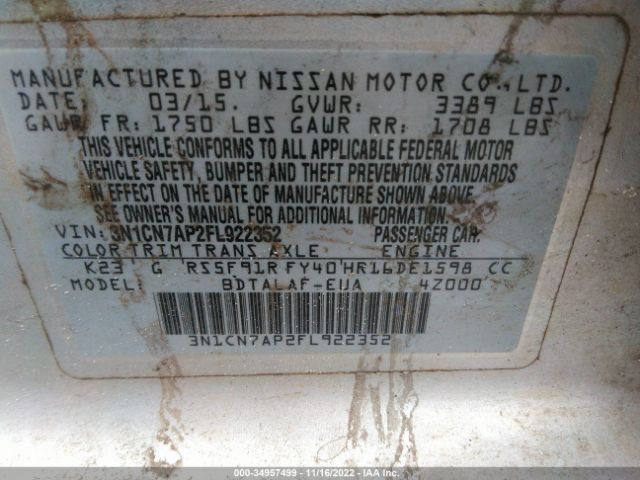 MANUFACTURED BY NISSAN MOTOR CO., LTD.
DATE: 03/15. GVWR: 3389 LBS
GAWR FR: 1750 LBS GAWR RR: 1708 LBS
THIS VEHICLE CONFORMS TO ALL APPLICABLE FEDERAL MOTOR
VEHICLE SAFETY, BUMPER AND THEFT PREVENTION STANDARDS
IN EFFECT ON THE DATE OF MANUFACTURE SHOWN ABOVE.
SEE OWNER'S MANUAL FOR ADDITIONAL INFORMATION.
VIN: 3N1CN7AP2FL922352 PASSENGER CAR.
COLOR TRIM TRANS AXLE ENGINE
K23 G RS5F91R FY40 HR16DE1598 CC
MODEL: BDTALAF-EUA 4Z000
3N1CN7AP2FL922352
000-34957499 - 11/16/2022 - IAA Inc.